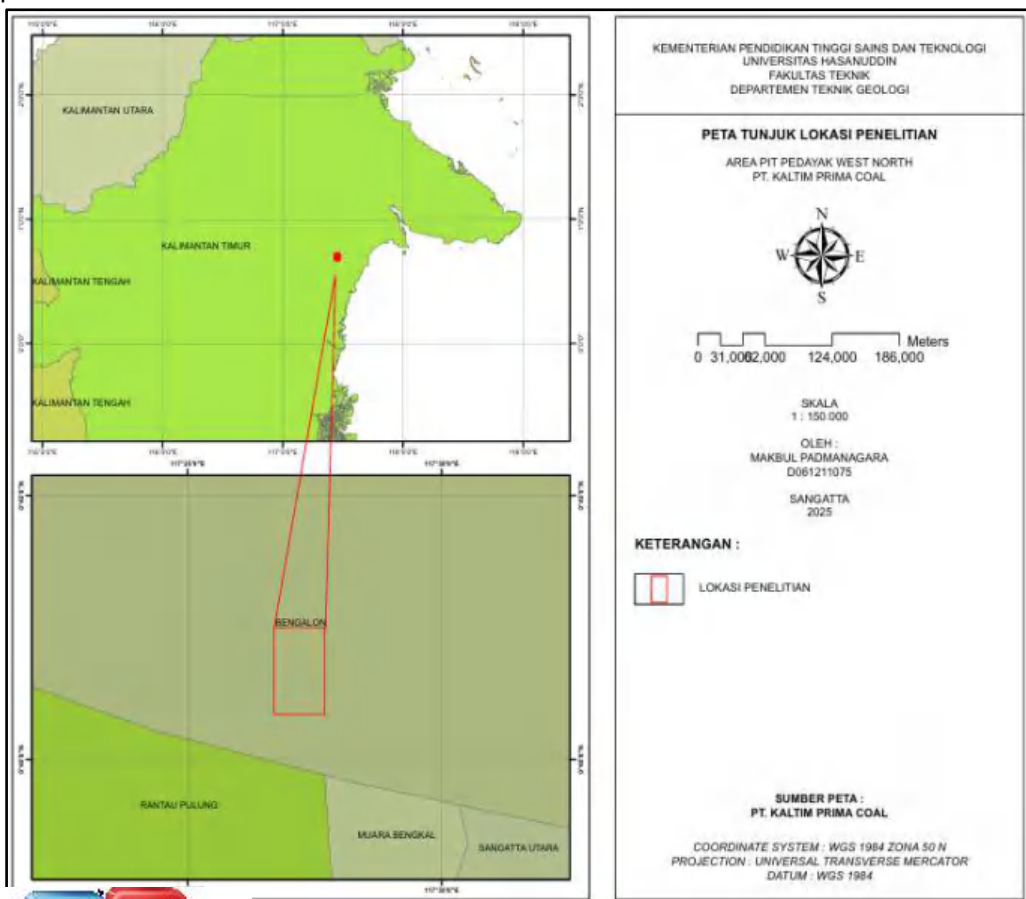 KALIMANTAN UTARA
KALIMANTAN TIMUR
KALIMANTAN TENGAH
KALIMANTAN TENGAH
BENGALON
RANTAU PULUNG
MUARA BENGKAL
SANGATTA UTARA
KEMENTERIAN PENDIDIKAN TINGGI SAINS DAN TEKNOLOGI
UNIVERSITAS HASANUDDIN
FAKULTAS TEKNIK
DEPARTEMEN TEKNIK GEOLOGI
PETA TUNJUK LOKASI PENELITIAN
AREA PIT PEDAYAK WEST NORTH
PT. KALTIM PRIMA COAL
N
W E
S
Meters
0 31,000 62,000 124,000 186,000
SKALA
1 : 150.000
OLEH :
MAKBUL PADMANAGARA
D061211075
SANGATTA
2025
KETERANGAN :
LOKASI PENELITIAN
SUMBER PETA :
PT. KALTIM PRIMA COAL
COORDINATE SYSTEM : WGS 1984 ZONA 50 N
PROJECTION : UNIVERSAL TRANSVERSE MERCATOR
DATUM : WGS 1984